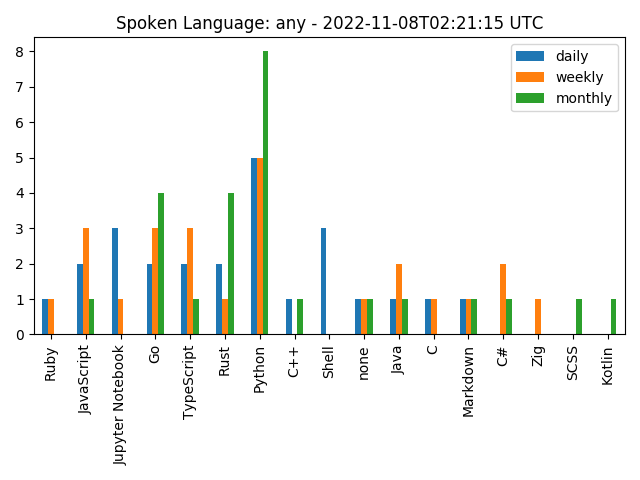 Spoken Language: any - 2022-11-08T02:21:15 UTC
daily
weekly
monthly
8
7
6
5
4
3
2
1
0
Ruby
JavaScript
Jupyter Notebook
Go
TypeScript
Rust
Python
C++
Shell
none
Java
C
Markdown
C#
Zig
SCSS
Kotlin